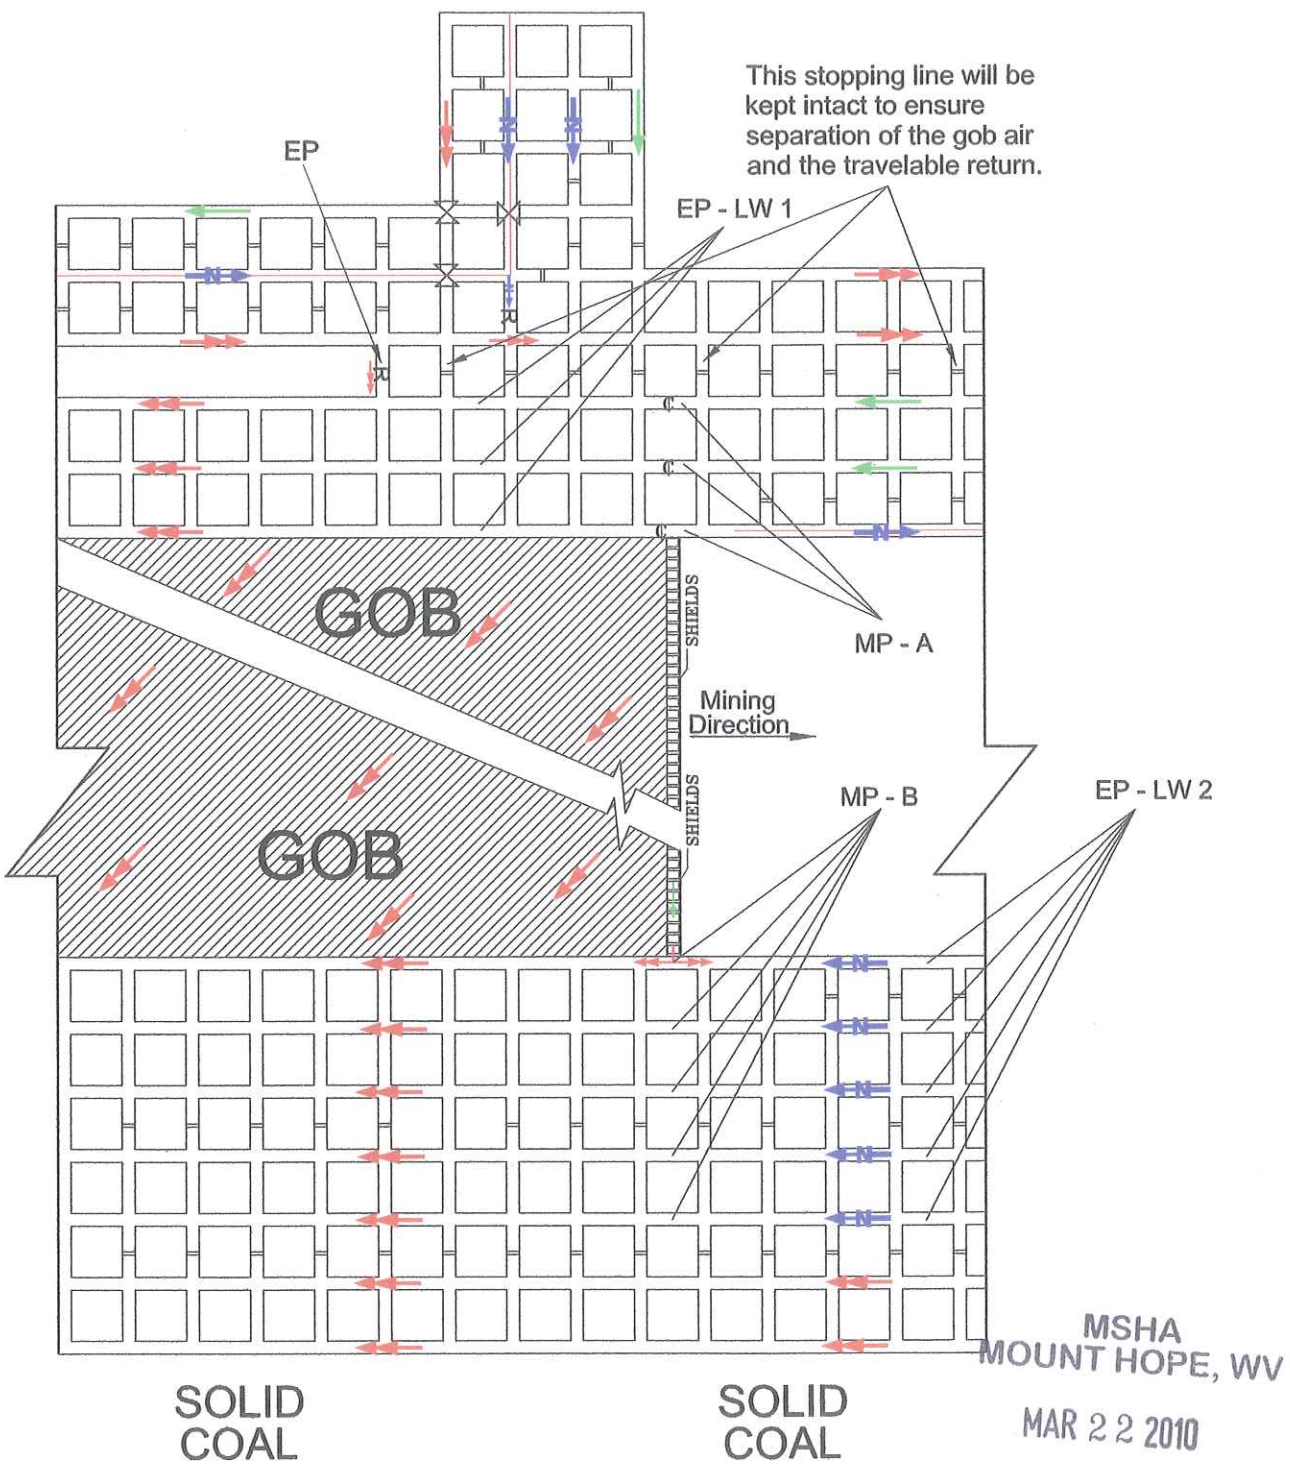 This stopping line will be
kept intact to ensure
separation of the gob air
and the travelable return.
EP
EP - LW 1
N
N
N
N
R
R
C
C
C
N
GOB
SHIELDS
MP - A
Mining
Direction
SHIELDS
MP - B
EP - LW 2
GOB
N
N
N
N
N
SOLID
COAL
SOLID
COAL
MSHA
MOUNT HOPE, WV
MAR 22 2010